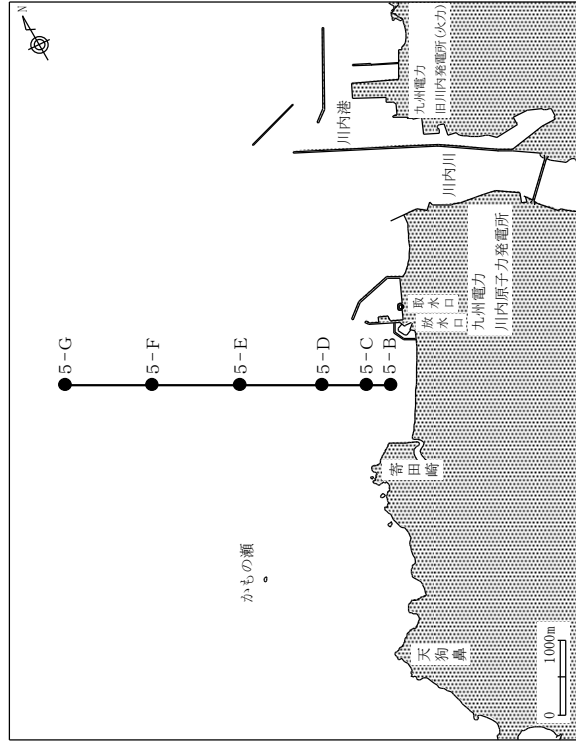 N
5-G
5-F
5-E
5-D
5-C
5-B
かもの瀬
川内港
九州電力
旧川内発電所(火力)
川内川
取水口
放水口
九州電力
川内原子力発電所
寄田崎
天狗鼻
0 1000m